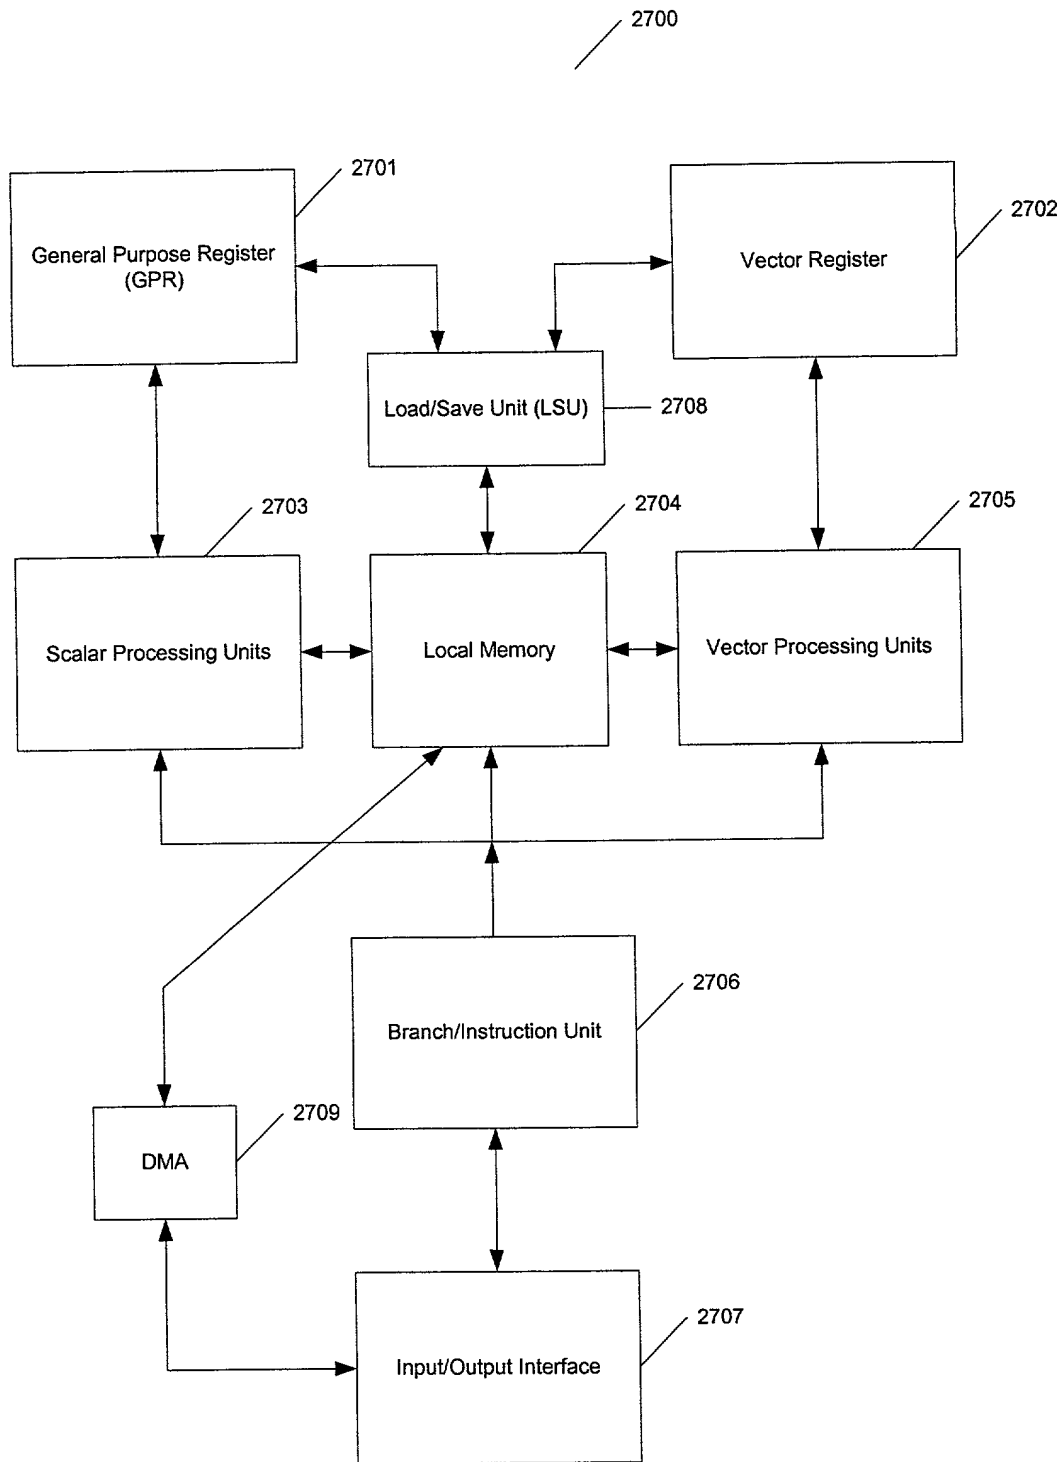 2700
2701
General Purpose Register
(GPR)
2702
Vector Register
Load/Save Unit (LSU)
2708
2703
Scalar Processing Units
2704
Local Memory
2705
Vector Processing Units
2706
Branch/Instruction Unit
2709
DMA
2707
Input/Output Interface